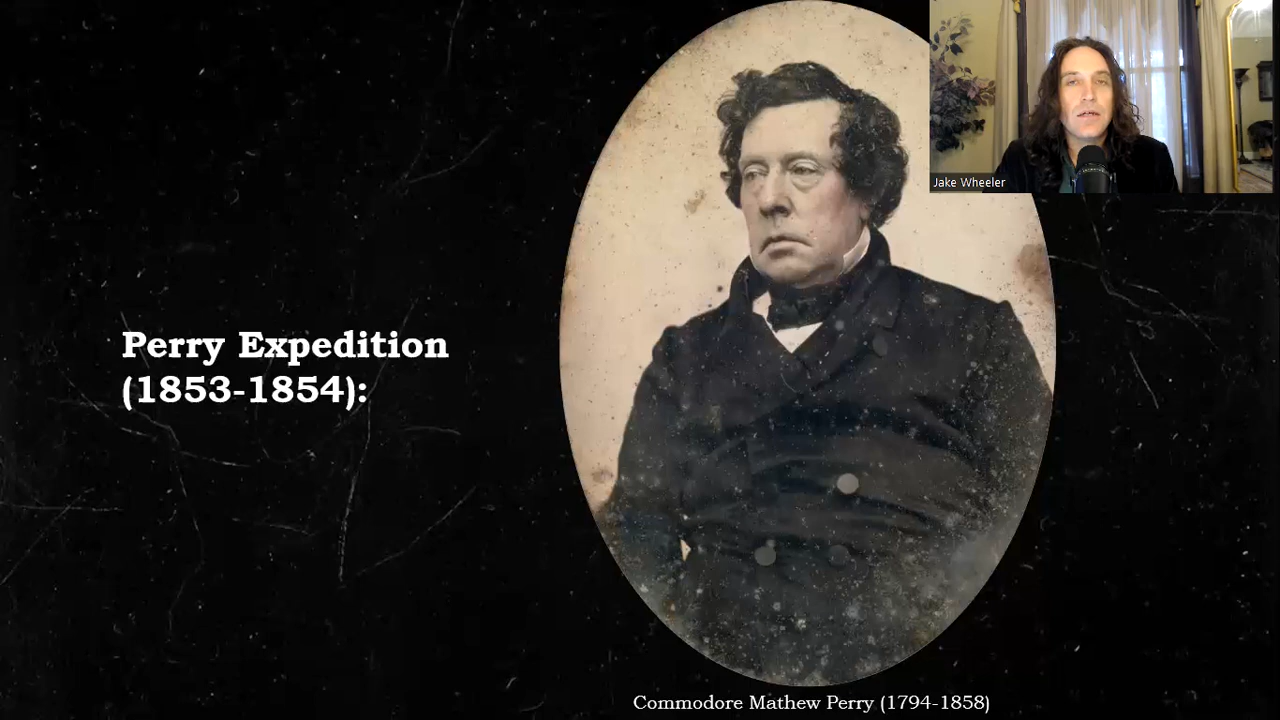 Jake Wheeler
Perry Expedition
(1853-1854):
Commodore Mathew Perry (1794-1858)